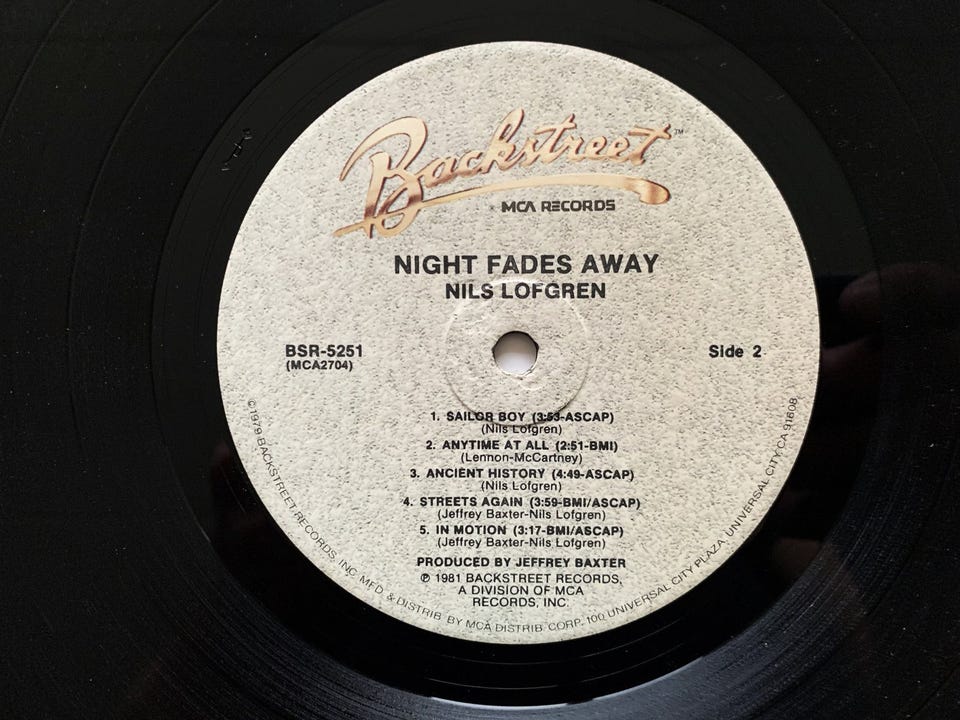 Backstreet™
MCA RECORDS
NIGHT FADES AWAY
NILS LOFGREN
BSR-5251
(MCA2704)
Side 2
1. SAILOR BOY (3:53-ASCAP)
(Nils Lofgren)
2. ANYTIME AT ALL (2:51-BMI)
(Lennon-McCartney)
3. ANCIENT HISTORY (4:49-ASCAP)
(Nils Lofgren)
4. STREETS AGAIN (3:59-BMI/ASCAP)
(Jeffrey Baxter-Nils Lofgren)
5. IN MOTION (3:17-BMI/ASCAP)
(Jeffrey Baxter-Nils Lofgren)
PRODUCED BY JEFFREY BAXTER
℗ 1981 BACKSTREET RECORDS,
A DIVISION OF MCA
RECORDS, INC.
©1979 BACKSTREET RECORDS, INC. MFD. & DISTRIB. BY MCA DISTRIB. CORP. 100 UNIVERSAL CITY PLAZA, UNIVERSAL CITY, CA 91608